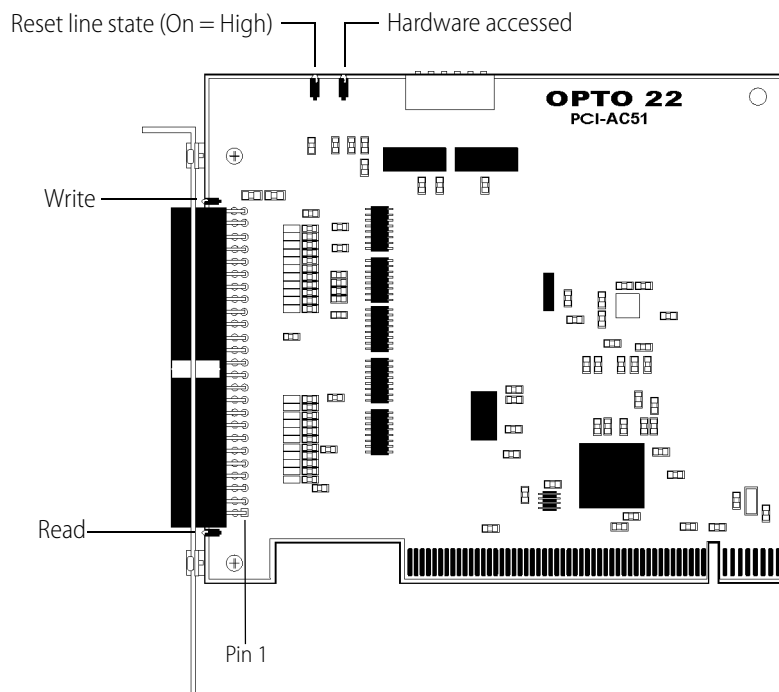 Reset line state (On = High)
Hardware accessed
OPTO 22
PCI-AC51
Write
Read
Pin 1